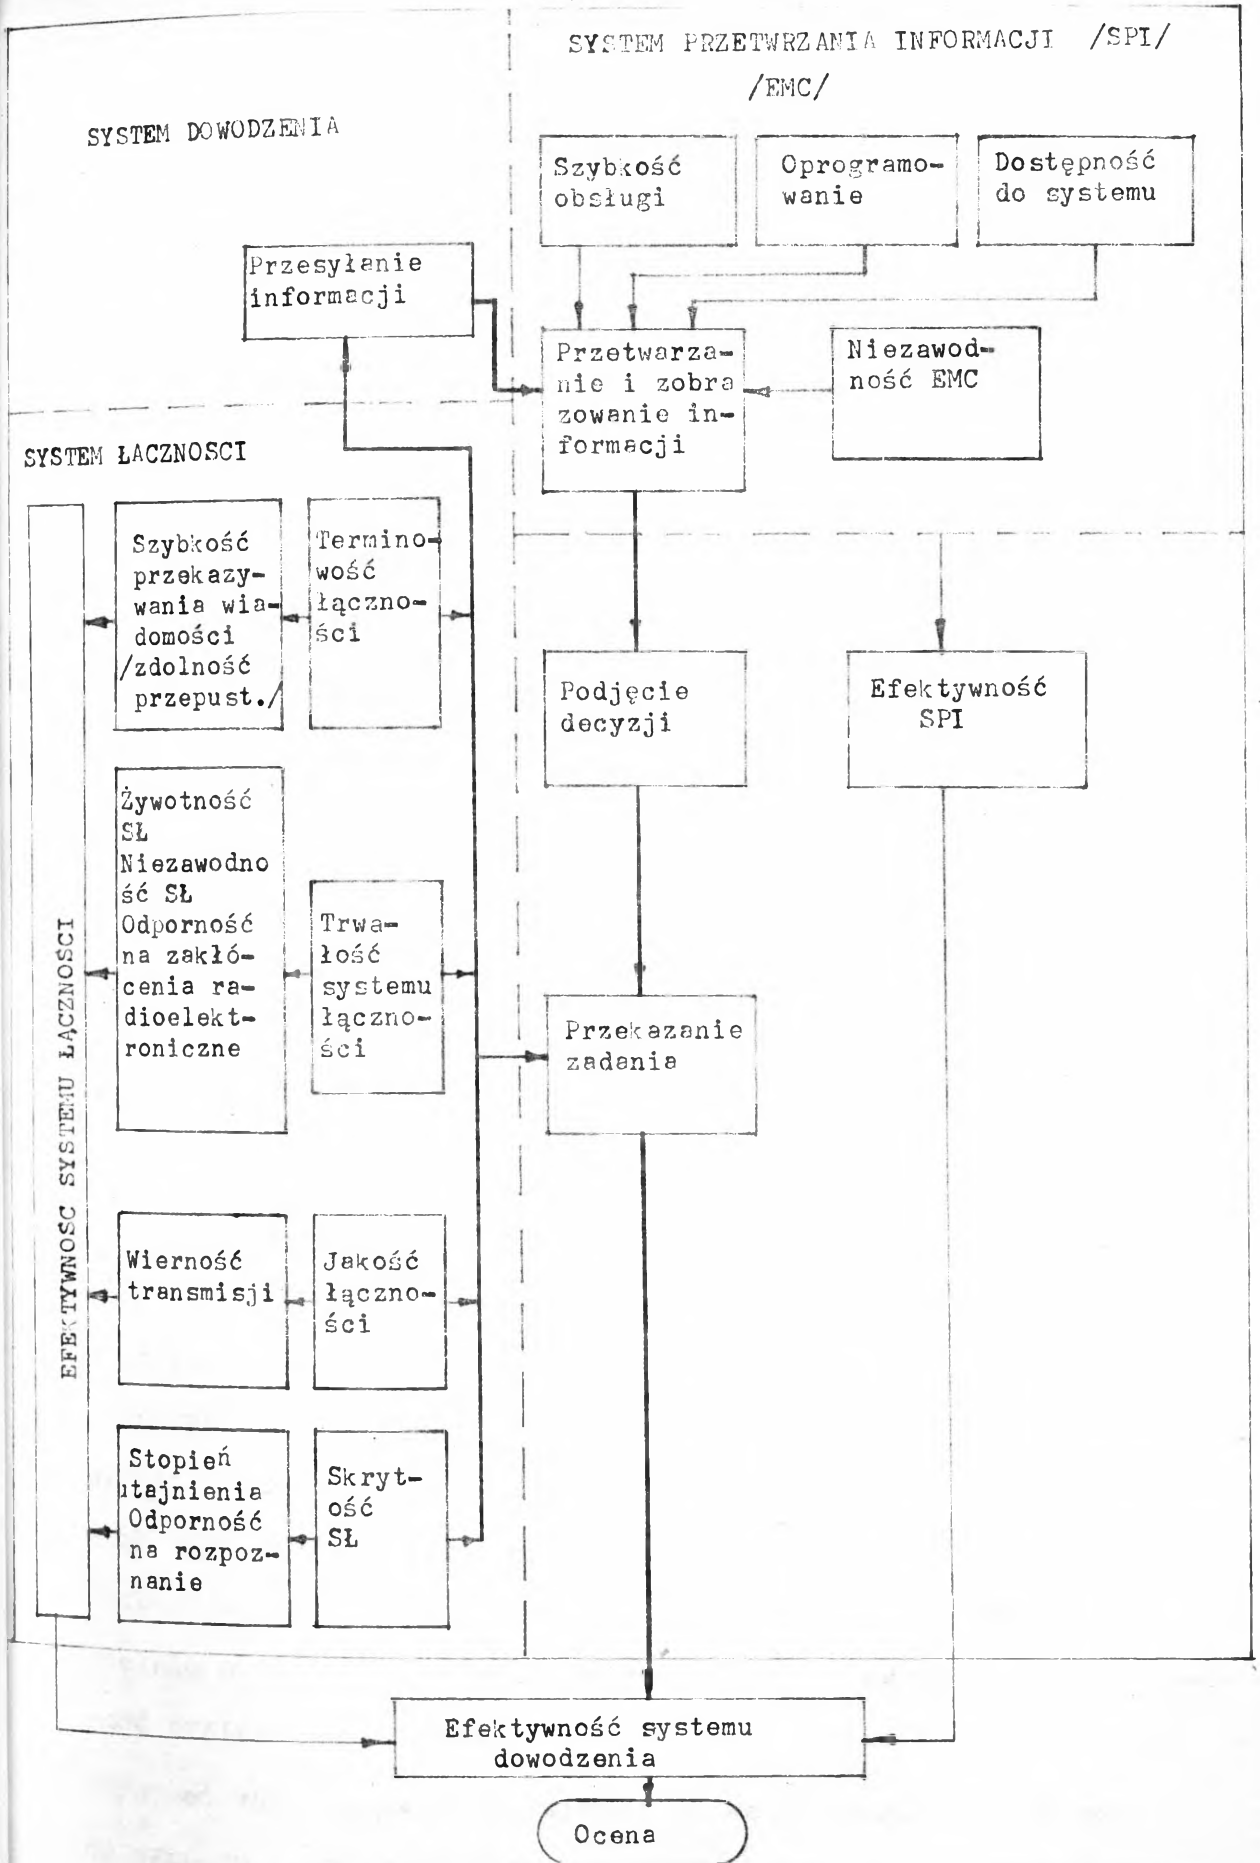 SYSTEM PRZETWRZANIA INFORMACJI /SPI/
/EMC/
SYSTEM DOWODZENIA
Szybkość
obsługi
Oprogramo-
wanie
Dostępność
do systemu
Przesyłanie
informacji
Przetwarza-
nie i zobra
zowanie in-
formacji
Niezawod-
ność EMC
SYSTEM ŁACZNOSCI
Szybkość
przekazy-
wania wia-
domości
/zdolność
przepust./
Termino-
wość
łączno-
ści
Podjęcie
decyzji
Efektywność
SPI
Żywotność
SŁ
Niezawodno
ść SŁ
Odporność
na zakłó-
cenia ra-
dioelekt-
roniczne
Trwa-
łość
systemu
łączno-
ści
Przekazanie
zadania
EFEKTYWNOSC SYSTEMU ŁĄCZNOŚCI
Wierność
transmisji
Jakość
łączno-
ści
Stopień
utajnienia
Odporność
na rozpoz-
nanie
Skryt-
ość
SŁ
Efektywność systemu
dowodzenia
Ocena